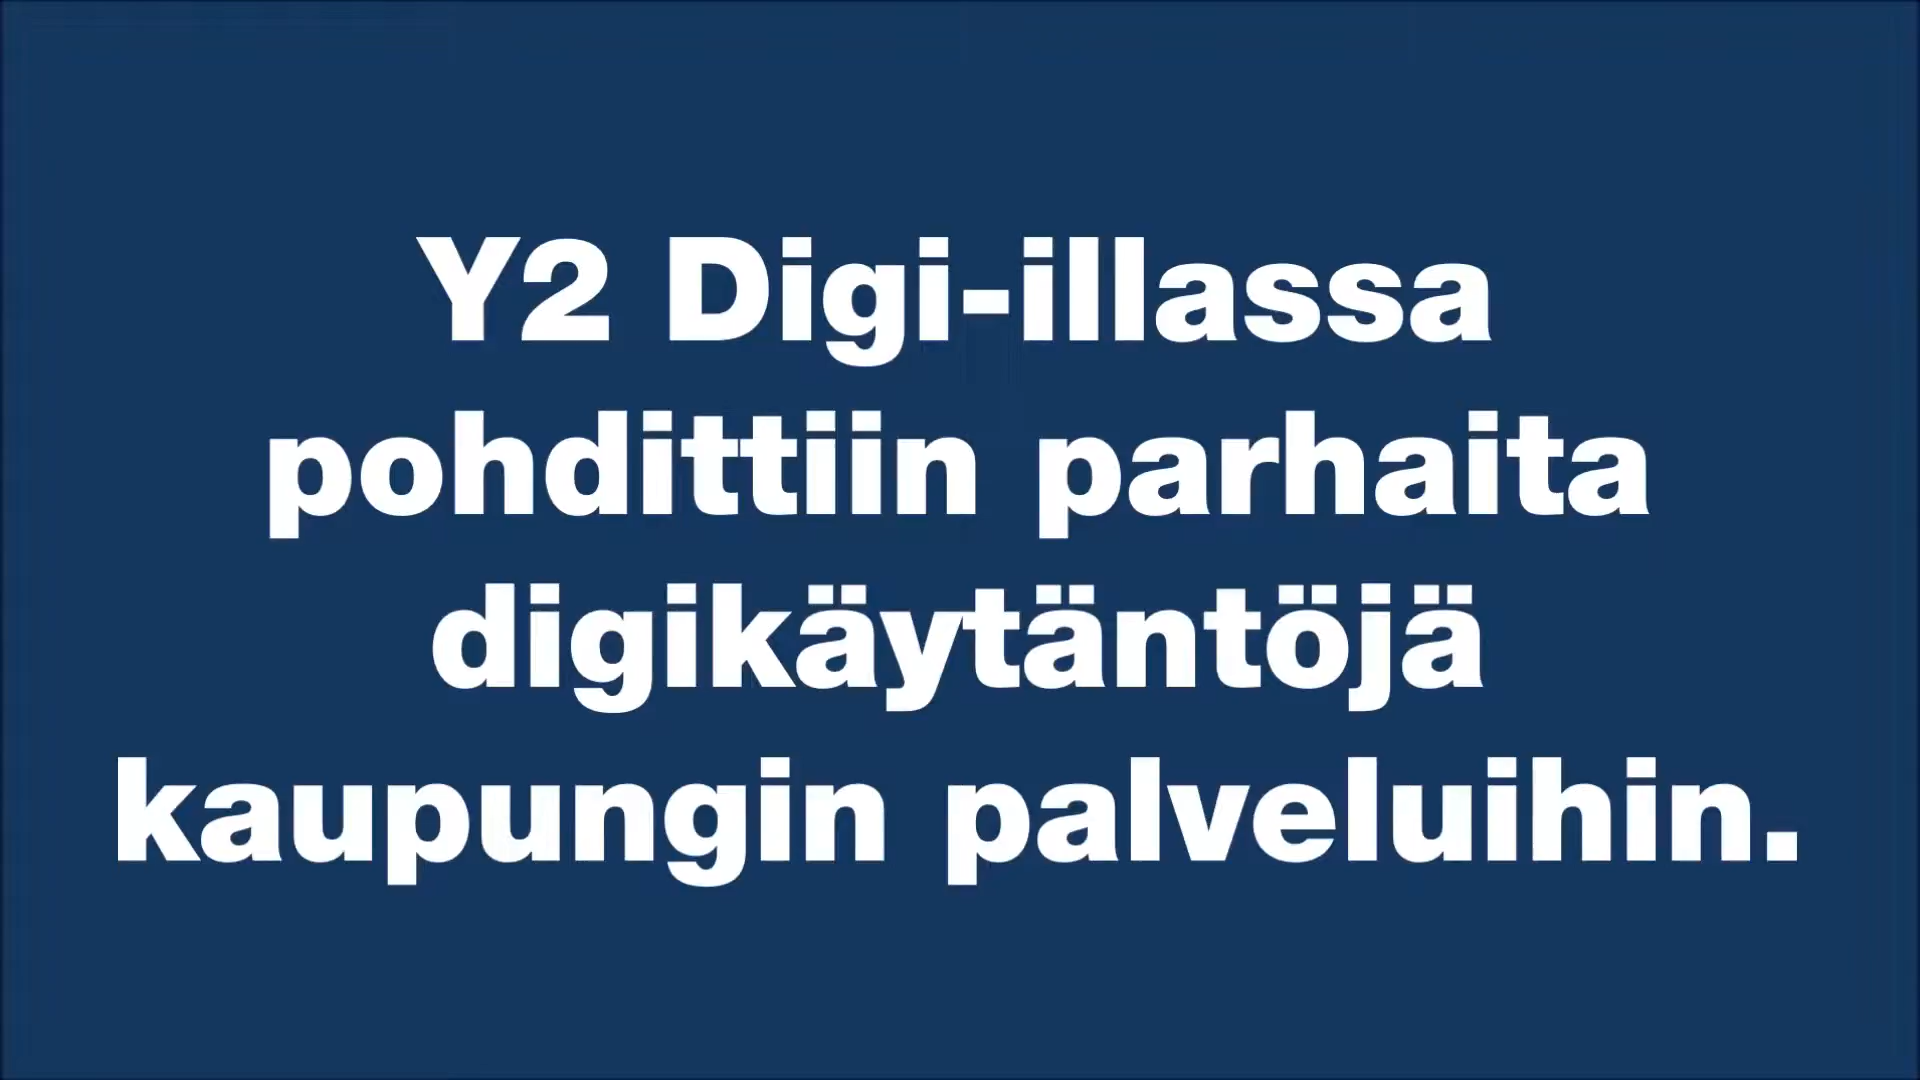 Y2 Digi-illassa
pohdittiin parhaita
digikäytäntöjä
kaupungin palveluihin.